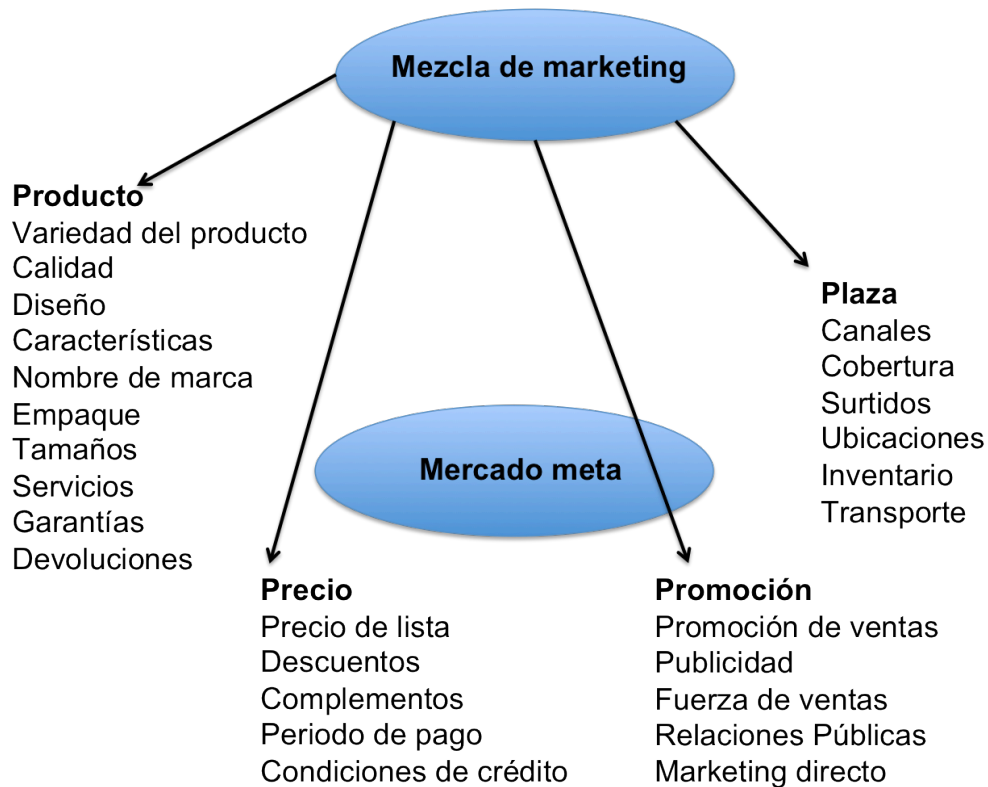 Mezcla de marketing
Producto
Variedad del producto
Calidad
Diseño
Características
Nombre de marca
Empaque
Tamaños
Servicios
Garantías
Devoluciones
Mercado meta
Plaza
Canales
Cobertura
Surtidos
Ubicaciones
Inventario
Transporte
Precio
Precio de lista
Descuentos
Complementos
Periodo de pago
Condiciones de crédito
Promoción
Promoción de ventas
Publicidad
Fuerza de ventas
Relaciones Públicas
Marketing directo